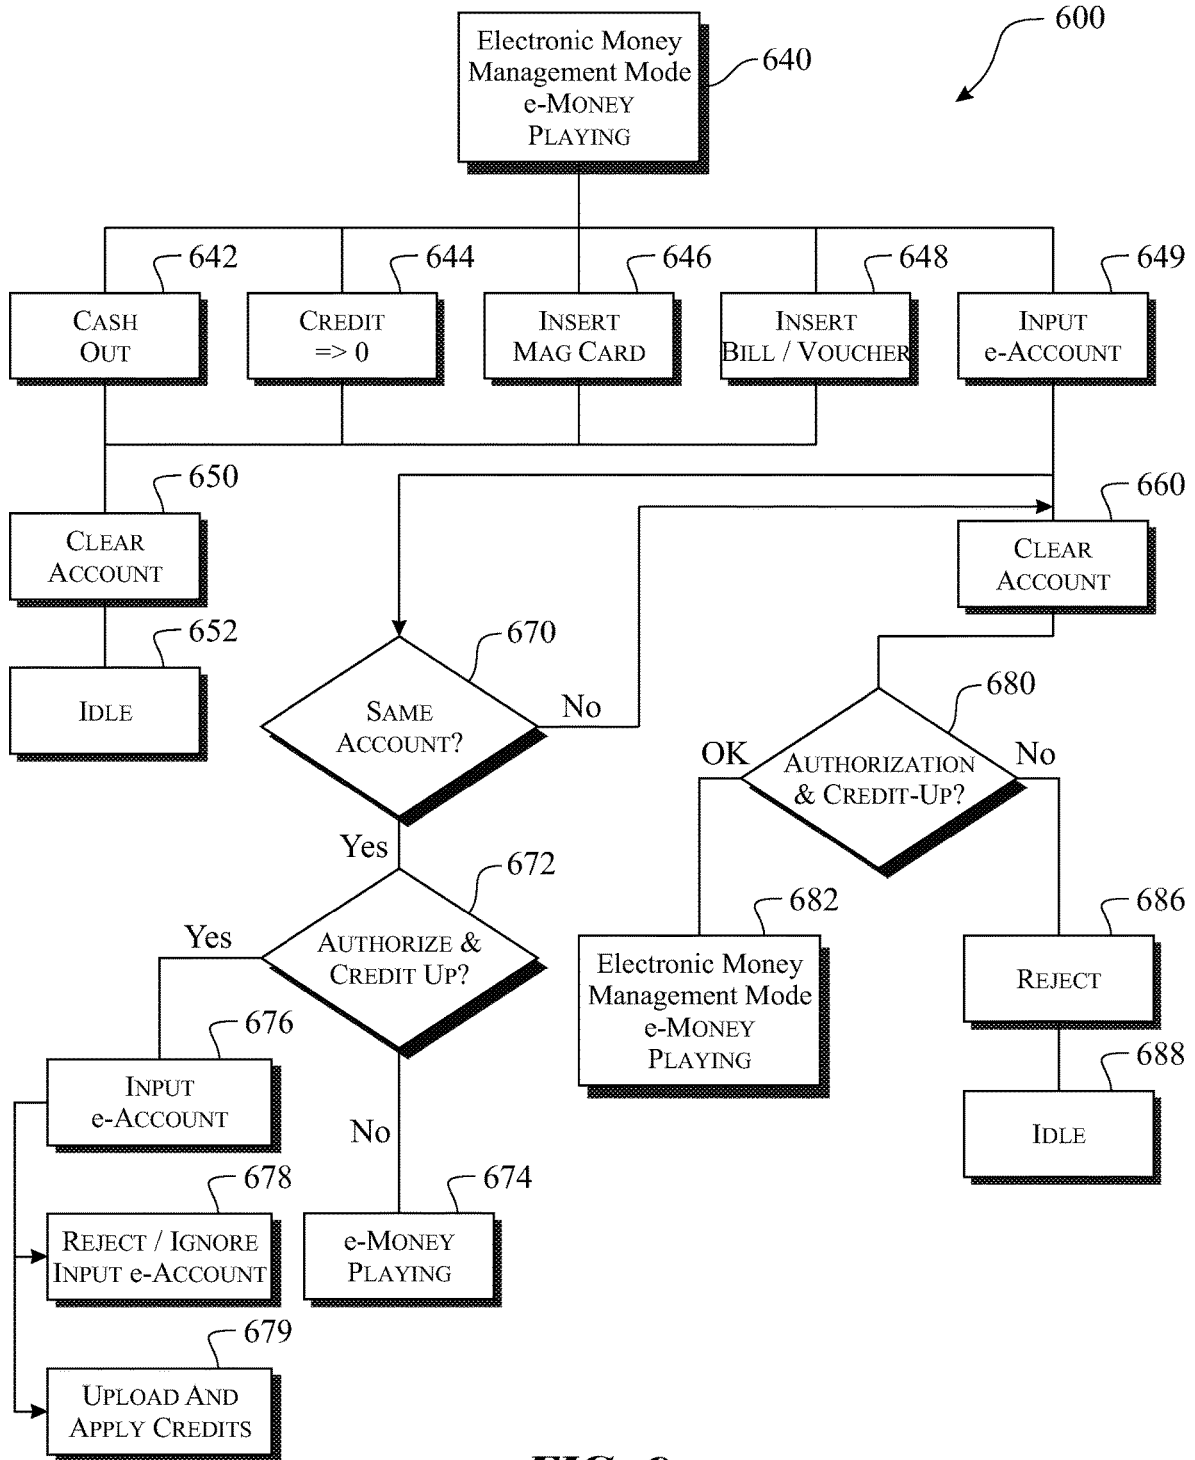 600
Electronic Money
Management Mode
e-MONEY
PLAYING
640
642
644
646
648
649
CASH
OUT
CREDIT
=> 0
INSERT
MAG CARD
INSERT
BILL / VOUCHER
INPUT
e-ACCOUNT
650
660
CLEAR
ACCOUNT
CLEAR
ACCOUNT
652
IDLE
670
SAME
ACCOUNT?
No
Yes
680
AUTHORIZATION
& CREDIT-UP?
OK
No
672
AUTHORIZE &
CREDIT UP?
Yes
No
682
Electronic Money
Management Mode
e-MONEY
PLAYING
686
REJECT
688
IDLE
676
INPUT
e-ACCOUNT
678
REJECT / IGNORE
INPUT e-ACCOUNT
674
e-MONEY
PLAYING
679
UPLOAD AND
APPLY CREDITS